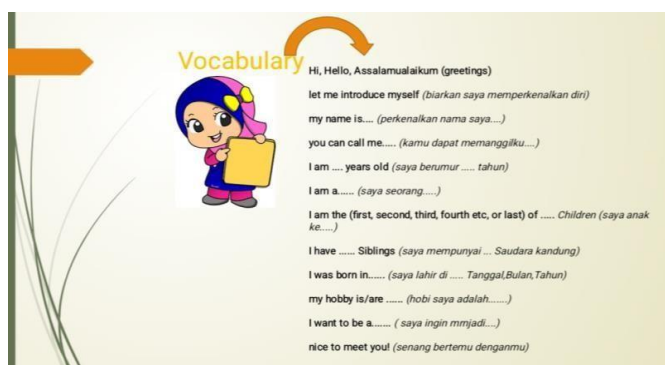 Vocabulary
Hi, Hello, Assalamualaikum (greetings)
let me introduce myself (biarkan saya memperkenalkan diri)
my name is.... (perkenalkan nama saya....)
you can call me..... (kamu dapat memanggilku....)
I am .... years old (saya berumur ..... tahun)
I am a...... (saya seorang.....)
I am the (first, second, third, fourth etc, or last) of ..... Children (saya anak
ke.....)
I have ...... Siblings (saya mempunyai ... Saudara kandung)
I was born in...... (saya lahir di ..... Tanggal,Bulan,Tahun)
my hobby is/are ...... (hobi saya adalah.......)
I want to be a....... ( saya ingin mmjadi....)
nice to meet you! (senang bertemu denganmu)